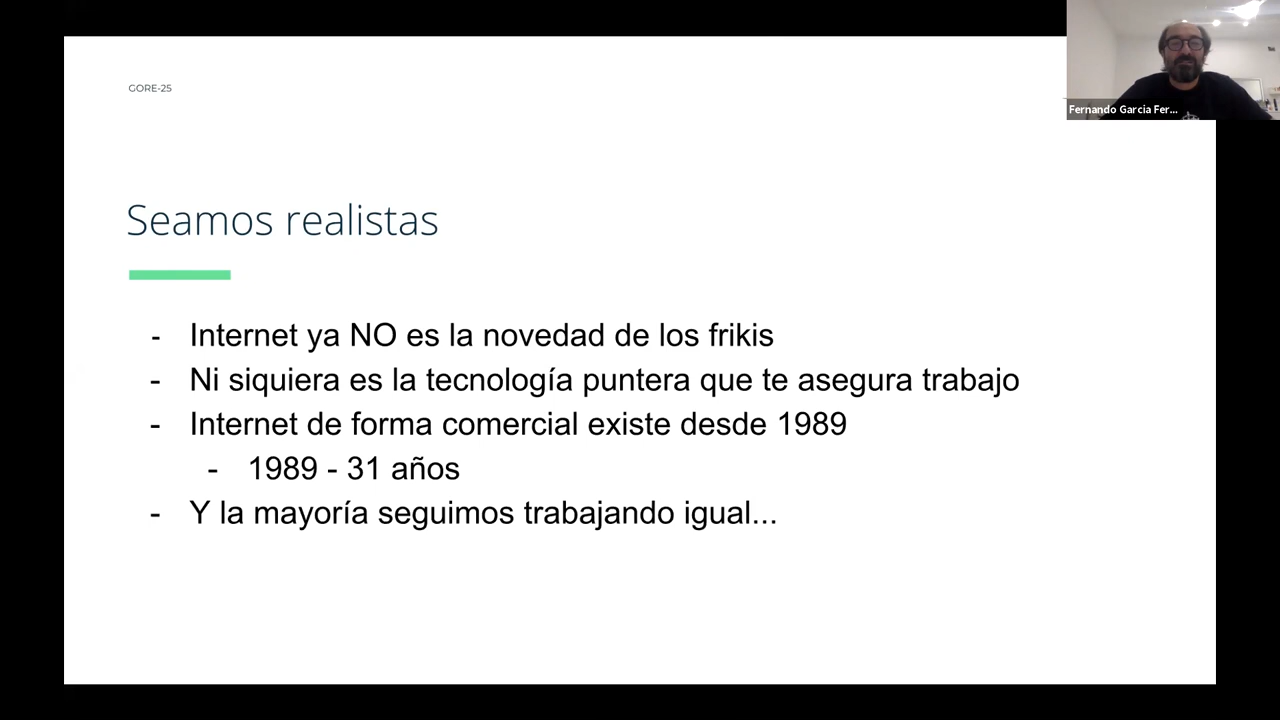 GORE-25
Fernando Garcia Fer...
Seamos realistas
- Internet ya NO es la novedad de los frikis
- Ni siquiera es la tecnología puntera que te asegura trabajo
- Internet de forma comercial existe desde 1989
- 1989 - 31 años
- Y la mayoría seguimos trabajando igual...